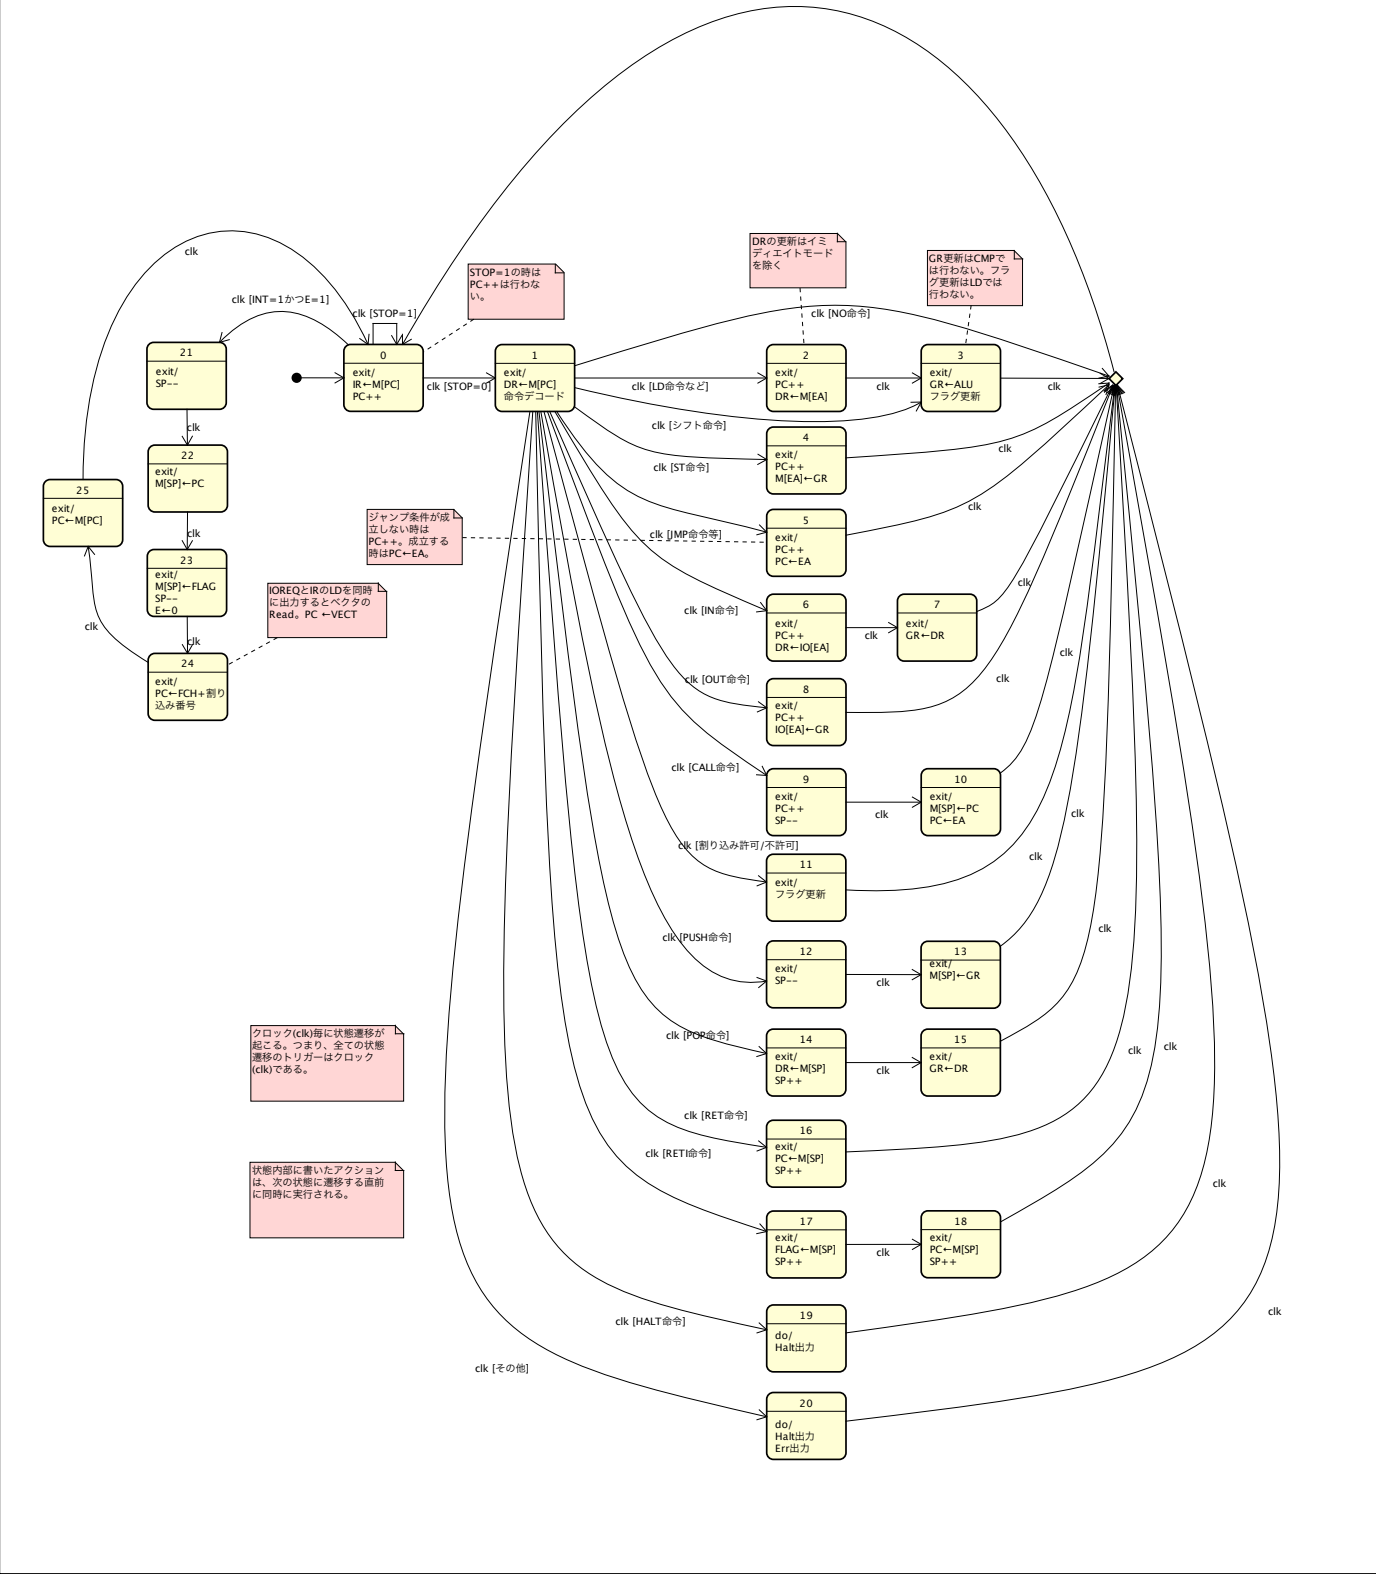 clk
clk [INT=1かつE=1]
clk [STOP=1]
STOP=1の時は
PC++は行わな
い。
DRの更新はイミ
ディエイトモード
を除く
GR更新はCMPで
は行わない。フラ
グ更新はLDでは
行わない。
clk [NO命令]
21
exit/
SP--
0
exit/
IR←M[PC]
PC++
clk [STOP=0]
1
exit/
DR←M[PC]
命令デコード
clk [LD命令など]
2
exit/
PC++
DR←M[EA]
clk
3
exit/
GR←ALU
フラグ更新
clk
clk
clk [シフト命令]
22
exit/
M[SP]←PC
clk [ST命令]
4
exit/
PC++
M[EA]←GR
clk
25
exit/
PC←M[PC]
clk
ジャンプ条件が成
立しない時は
PC++。成立する
時はPC←EA。
clk [JMP命令等]
5
exit/
PC++
PC←EA
clk
23
exit/
M[SP]←FLAG
SP--
E←0
IOREQとIRのLDを同時
に出力するとベクタの
Read。PC ←VECT
clk
clk
24
exit/
PC←FCH+割り
込み番号
clk [IN命令]
6
exit/
PC++
DR←IO[EA]
clk
7
exit/
GR←DR
clk
clk [OUT命令]
8
exit/
PC++
IO[EA]←GR
clk
clk
clk [CALL命令]
9
exit/
PC++
SP--
clk
10
exit/
M[SP]←PC
PC←EA
clk
clk [割り込み許可/不許可]
11
exit/
フラグ更新
clk
clk [PUSH命令]
12
exit/
SP--
clk
13
exit/
M[SP]←GR
clk
クロック(clk)毎に状態遷移が
起こる。つまり、全ての状態
遷移のトリガーはクロック
(clk)である。
clk [POP命令]
14
exit/
DR←M[SP]
SP++
clk
15
exit/
GR←DR
clk
clk
clk [RET命令]
16
exit/
PC←M[SP]
SP++
状態内部に書いたアクション
は、次の状態に遷移する直前
に同時に実行される。
clk [RETI命令]
17
exit/
FLAG←M[SP]
SP++
clk
18
exit/
PC←M[SP]
SP++
clk
clk [HALT命令]
19
do/
Halt出力
clk
clk [その他]
20
do/
Halt出力
Err出力